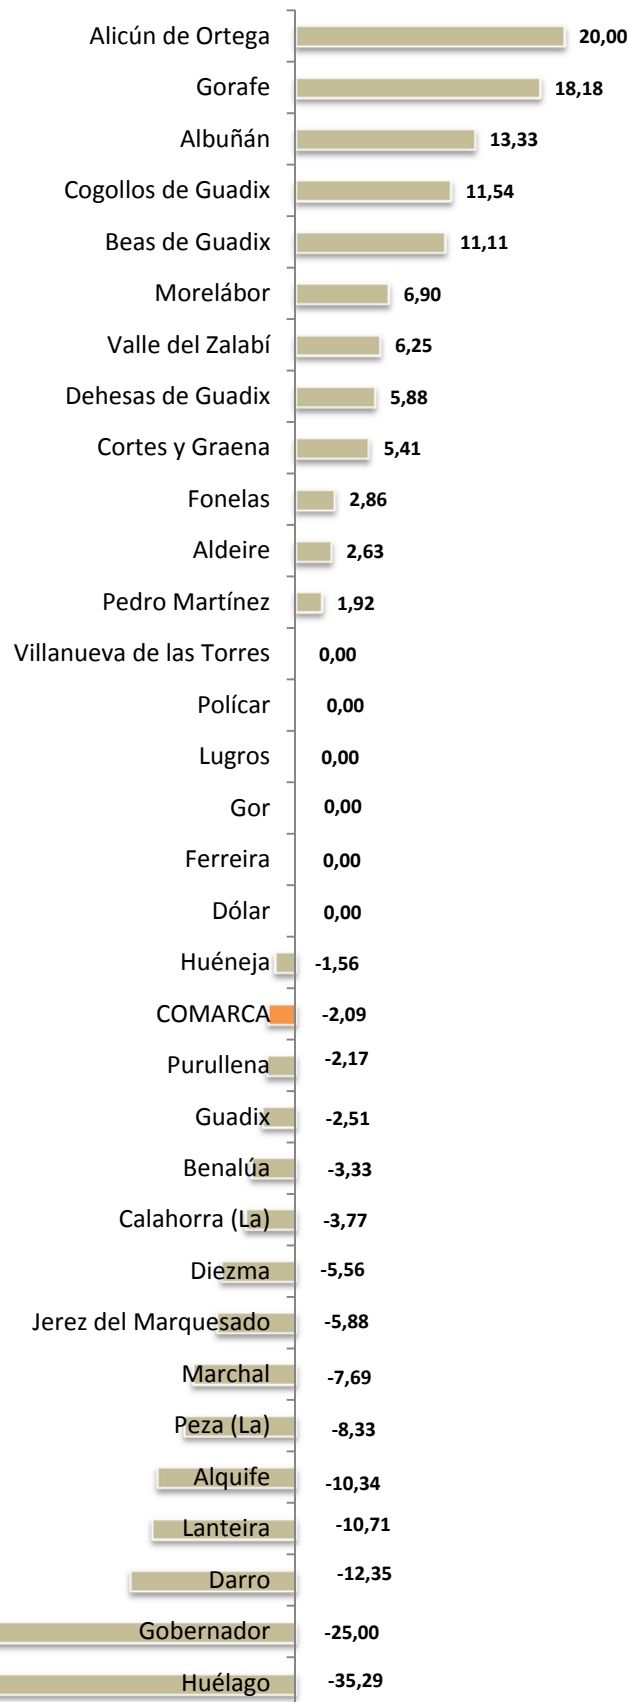 Alicún de Ortega 20,00
Gorafe 18,18
Albuñán 13,33
Cogollos de Guadix 11,54
Beas de Guadix 11,11
Morelábor 6,90
Valle del Zalabí 6,25
Dehesas de Guadix 5,88
Cortes y Graena 5,41
Fonelas 2,86
Aldeire 2,63
Pedro Martínez 1,92
Villanueva de las Torres 0,00
Polícar 0,00
Lugros 0,00
Gor 0,00
Ferreira 0,00
Dólar 0,00
Huéneja -1,56
COMARCA -2,09
Purullena -2,17
Guadix -2,51
Benalúa -3,33
Calahorra (La) -3,77
Diezma -5,56
Jerez del Marquesado -5,88
Marchal -7,69
Peza (La) -8,33
Alquife -10,34
Lanteira -10,71
Darro -12,35
Gobernador -25,00
Huélago -35,29